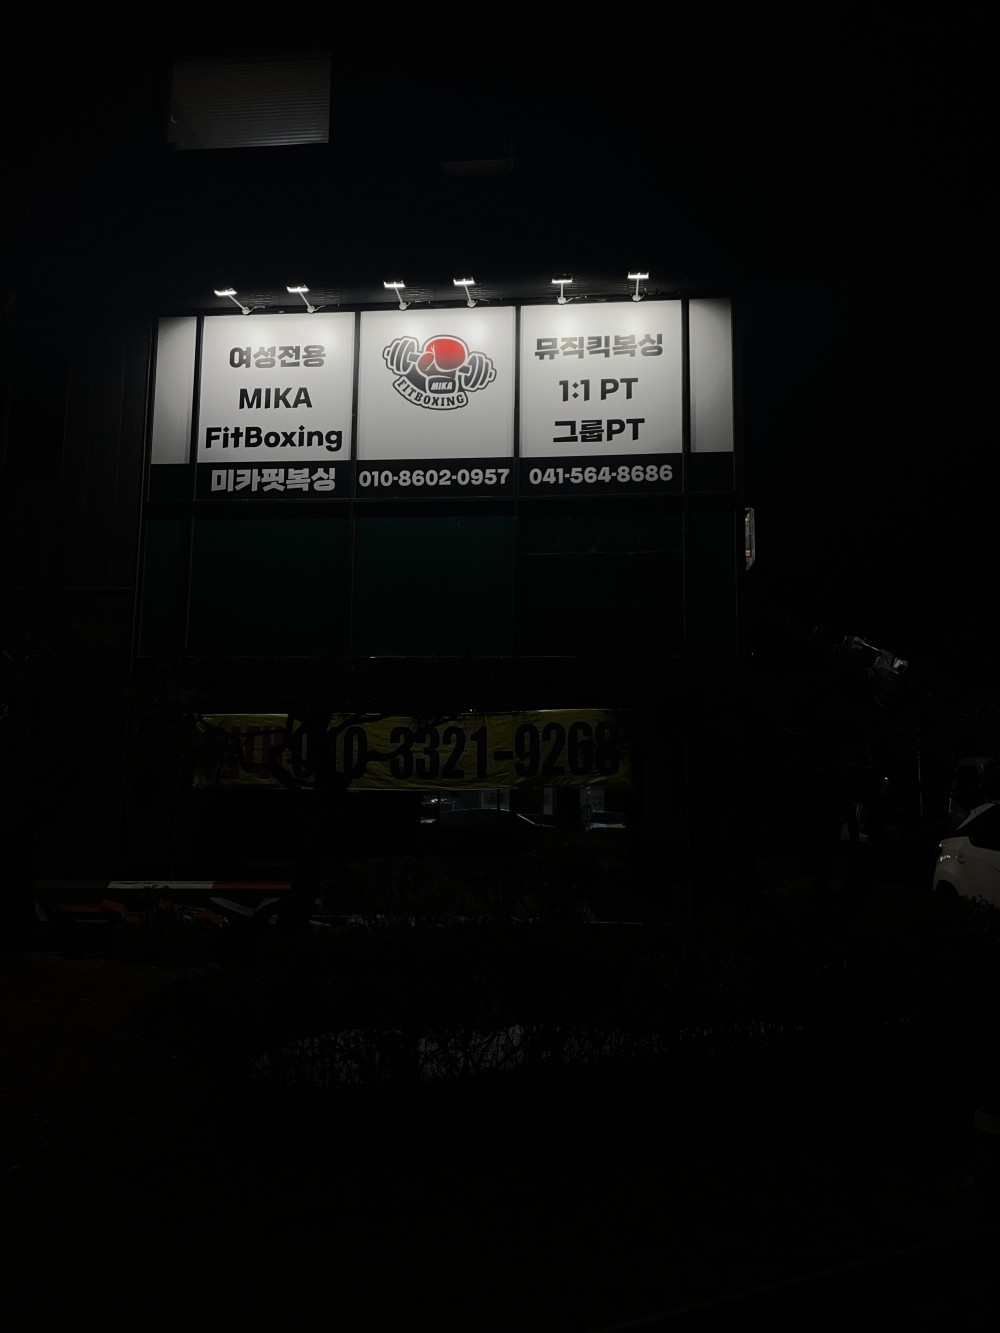 여성전용
MIKA
FitBoxing
미카핏복싱
MIKA
FITBOXING
010-8602-0957
뮤직킥복싱
1:1 PT
그룹PT
041-564-8686
010-3321-9268